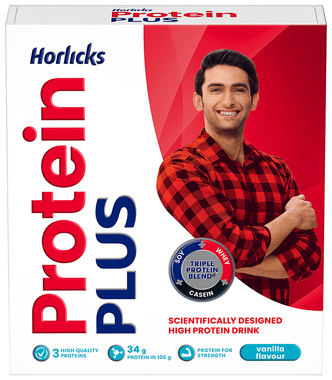 Protein
PLUS
Horlicks
Protein
PLUS
SOY
WHEY
TRIPLE
PROTEIN
BLEND
CASEIN
SCIENTIFICALLY DESIGNED
HIGH PROTEIN DRINK
3 HIGH QUALITY
PROTEINS
34 g
PROTEIN IN 100 g
PROTEIN FOR
STRENGTH
vanilla
flavour